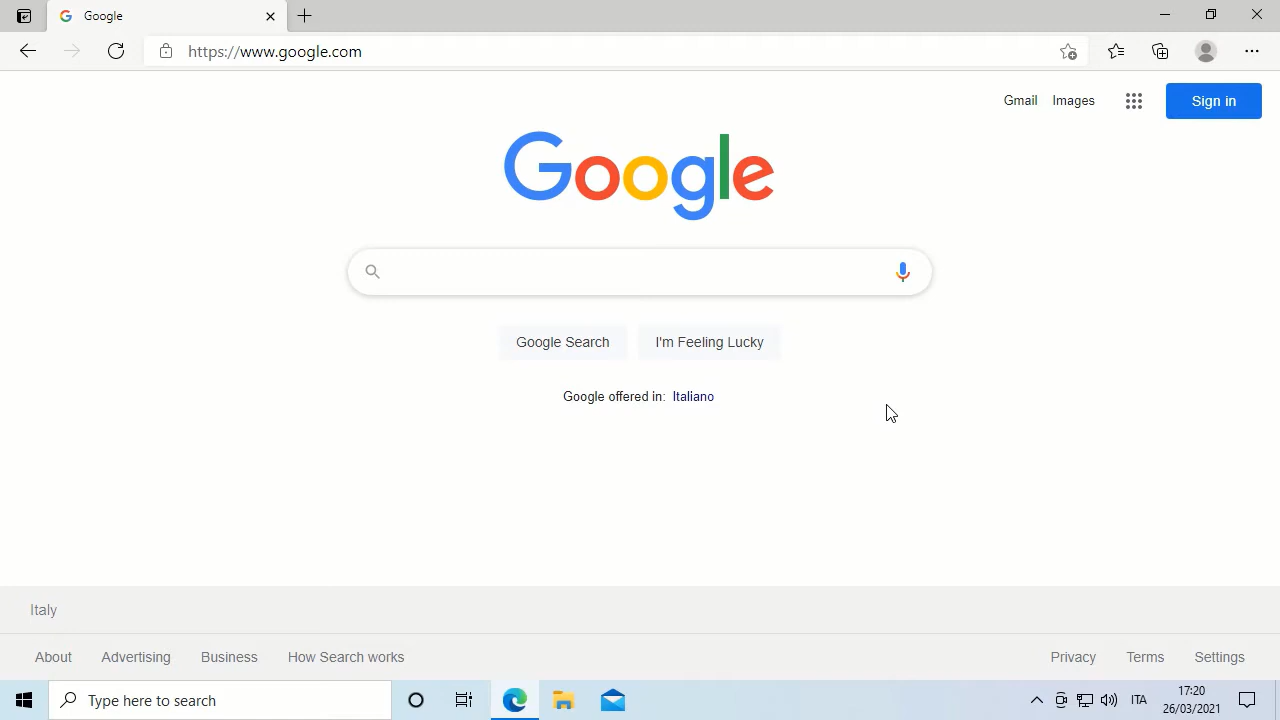 Google
https://www.google.com
Gmail Images Sign in
Google
Google Search I'm Feeling Lucky
Google offered in: Italiano
Italy
About Advertising Business How Search works Privacy Terms Settings
Type here to search ITA 17:20
26/03/2021